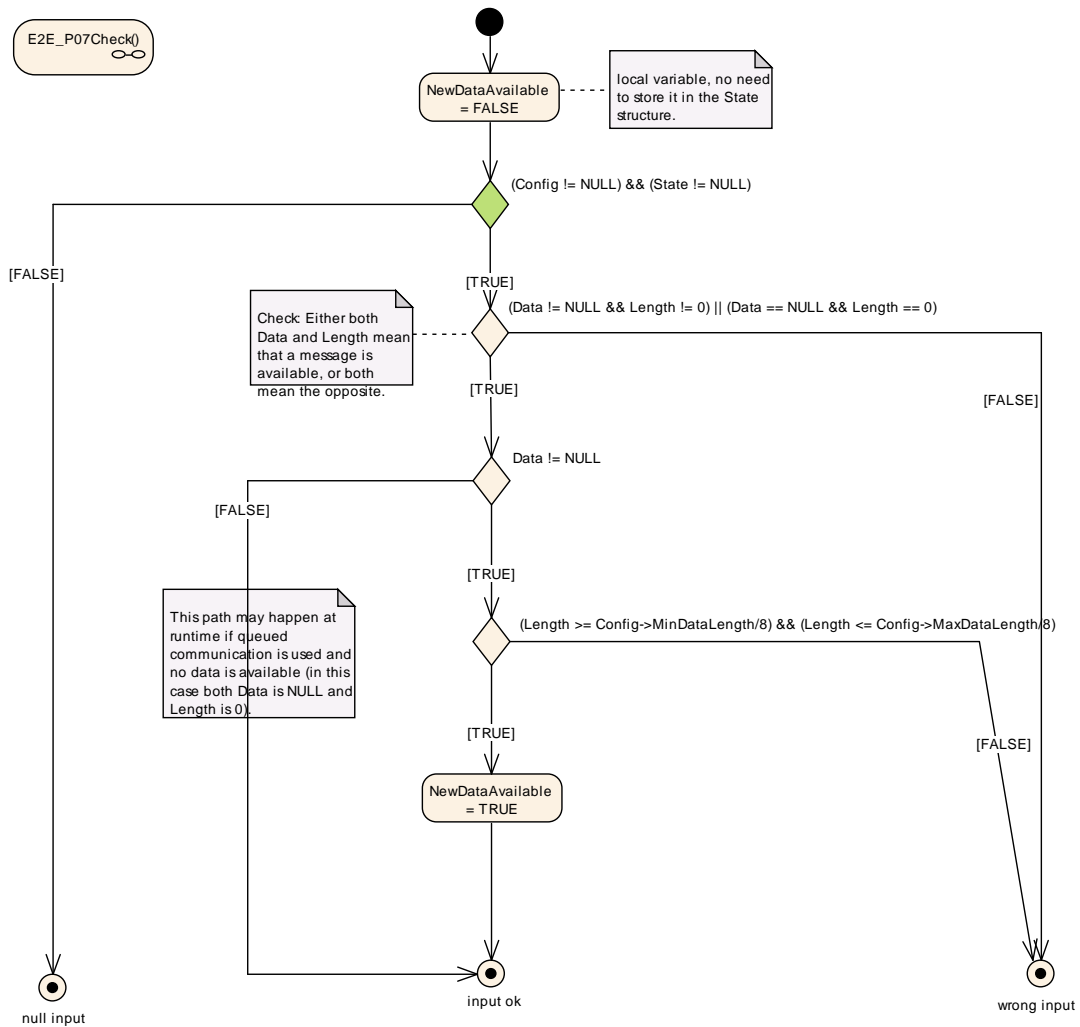 E2E_P07Check()
NewDataAvailable
= FALSE
local variable, no need
to store it in the State
structure.
(Config != NULL) && (State != NULL)
[FALSE]
[TRUE]
(Data != NULL && Length != 0) || (Data == NULL && Length == 0)
Check: Either both
Data and Length mean
that a message is
available, or both
mean the opposite.
[TRUE]
[FALSE]
Data != NULL
[FALSE]
[TRUE]
This path may happen at
runtime if queued
communication is used and
no data is available (in this
case both Data is NULL and
Length is 0).
(Length >= Config->MinDataLength/8) && (Length <= Config->MaxDataLength/8)
[TRUE]
[FALSE]
NewDataAvailable
= TRUE
null input
input ok
wrong input